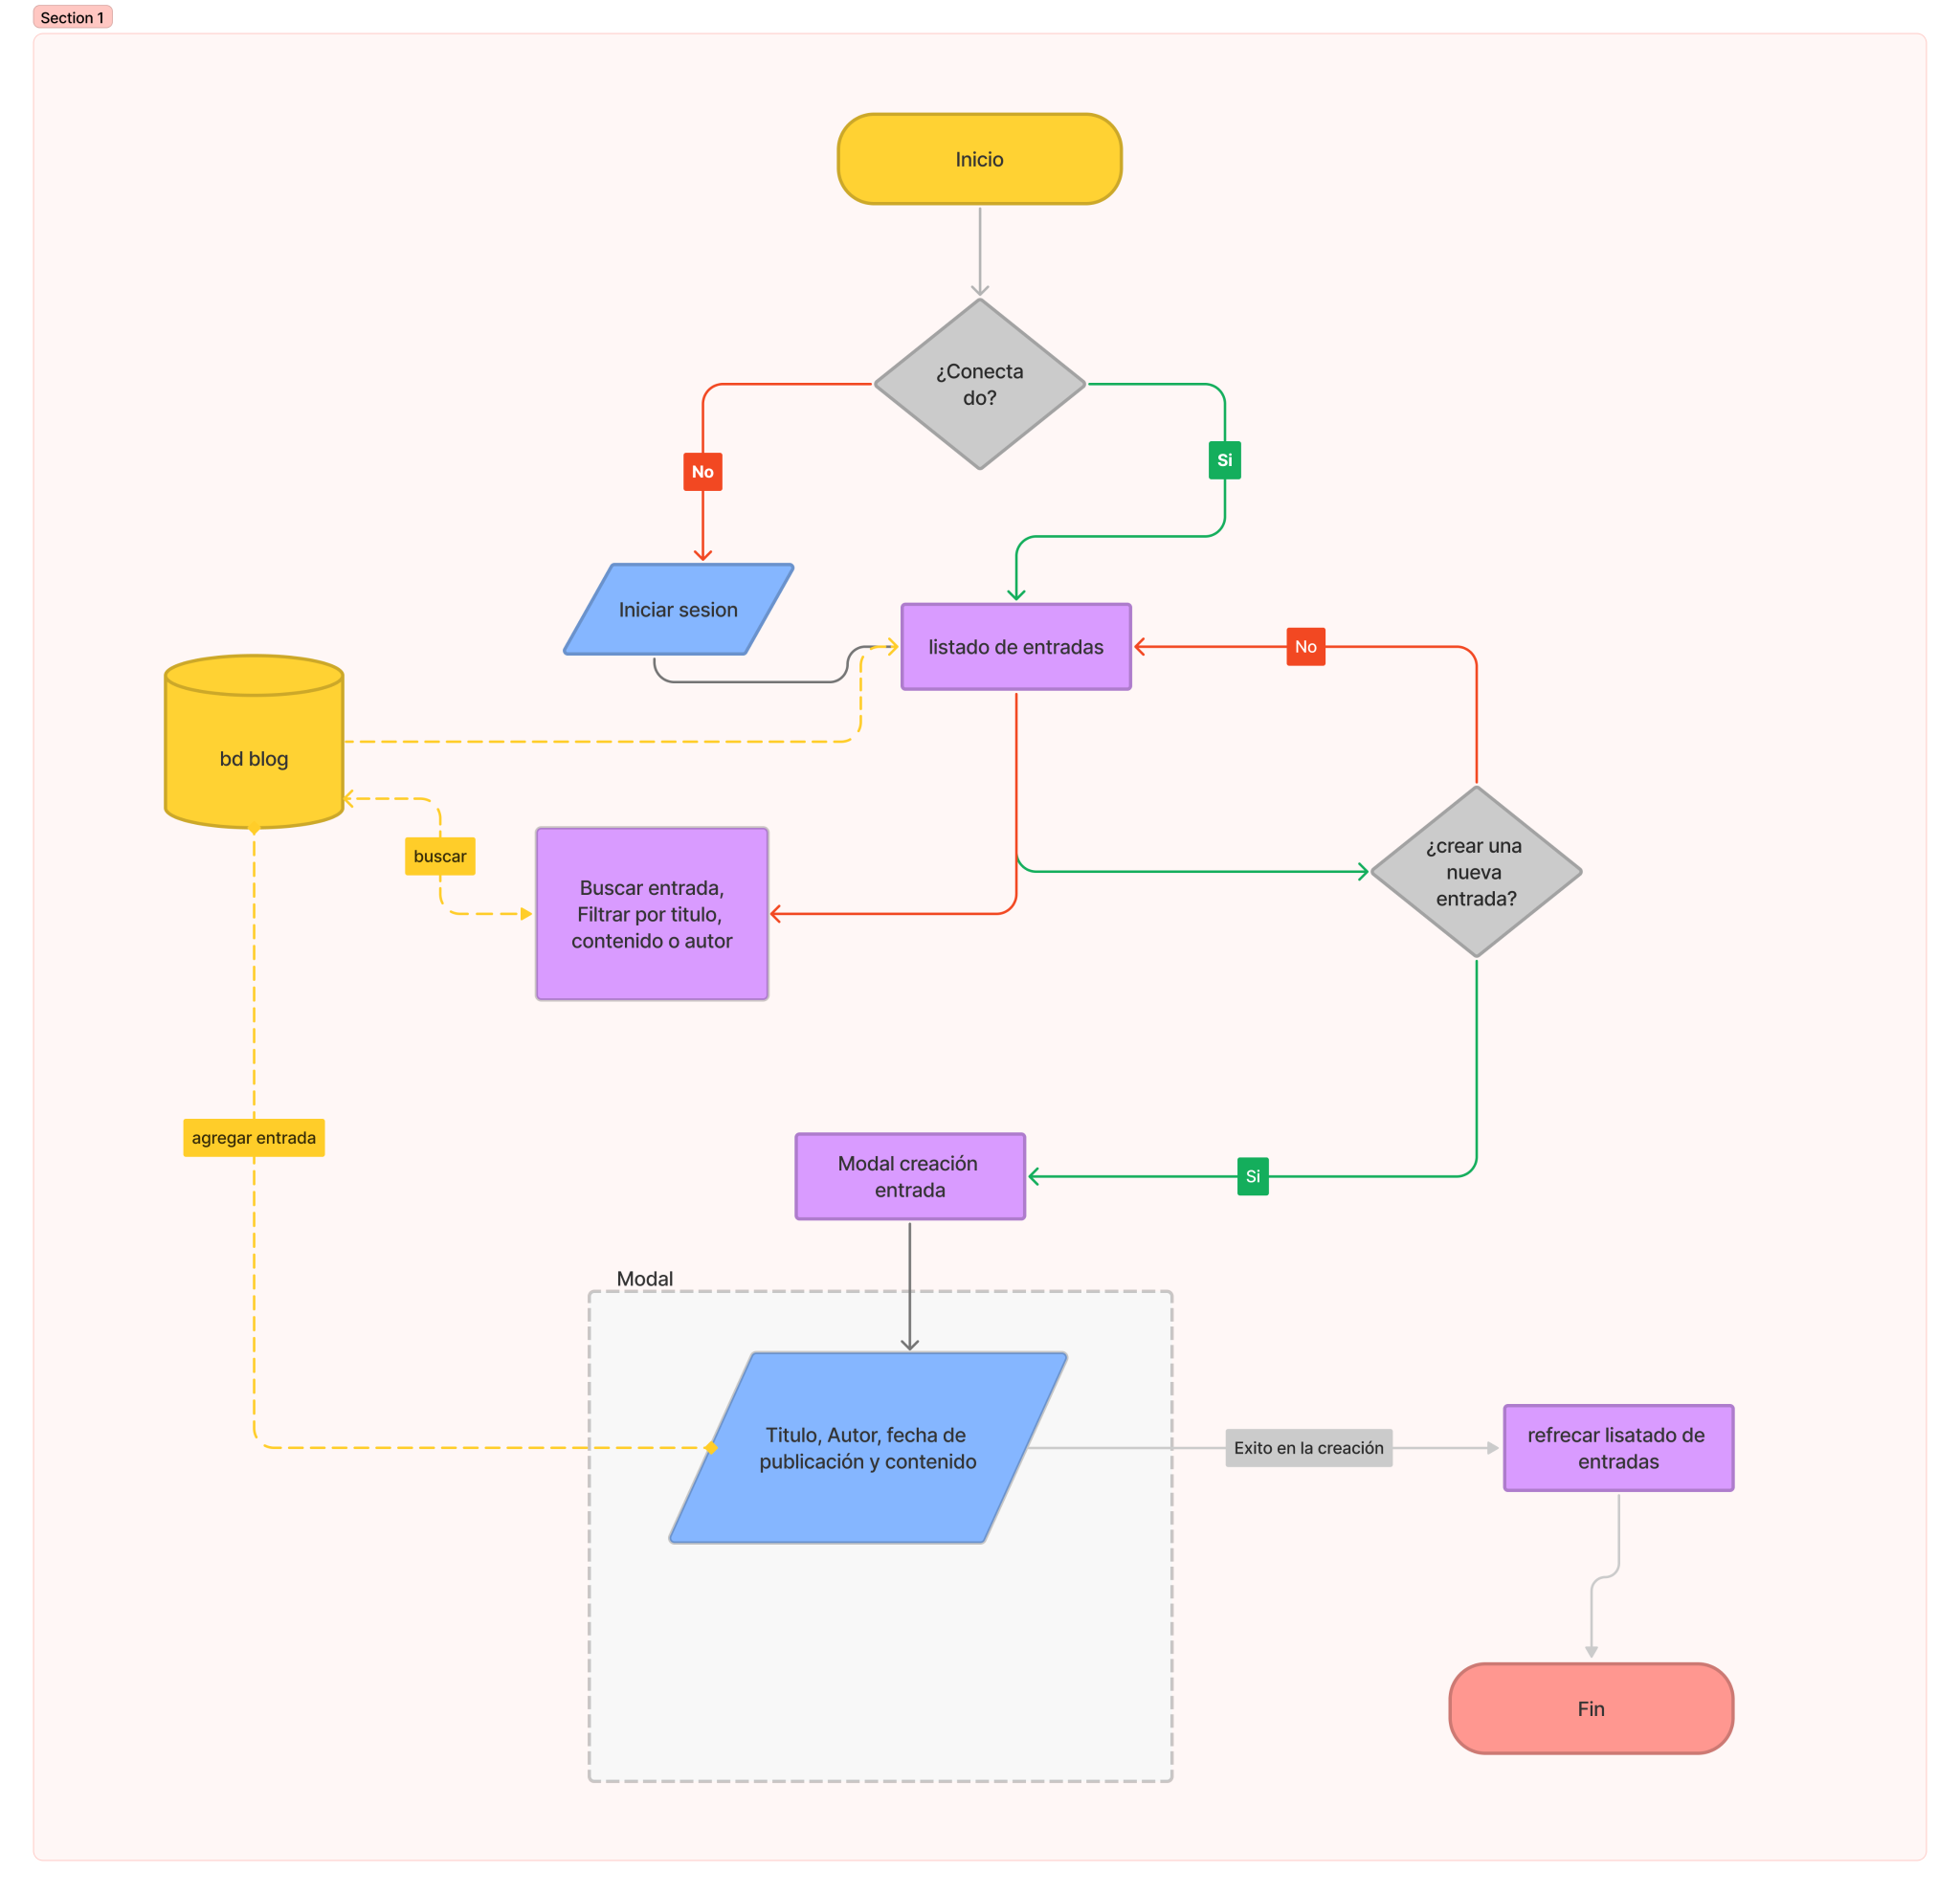 Section 1
Inicio
¿Conecta
do?
No
Si
Iniciar sesion
listado de entradas
No
bd blog
buscar
Buscar entrada,
Filtrar por titulo,
contenido o autor
¿crear una
nueva
entrada?
agregar entrada
Modal creación
entrada
Si
Modal
Titulo, Autor, fecha de
publicación y contenido
Exito en la creación
refrecar lisatado de
entradas
Fin